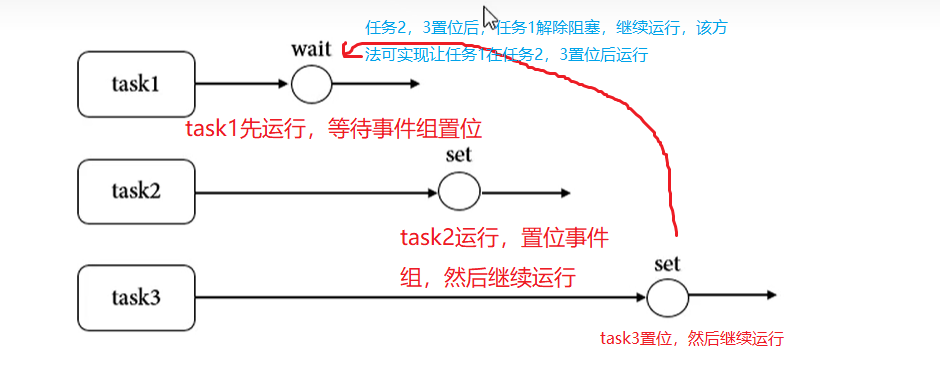 任务2，3置位后，任务1解除阻塞，继续运行，该方
法可实现让任务1在任务2，3置位后运行
wait
task1
task1先运行，等待事件组置位
set
task2
task2运行，置位事件
组，然后继续运行
set
task3
task3置位，然后继续运行